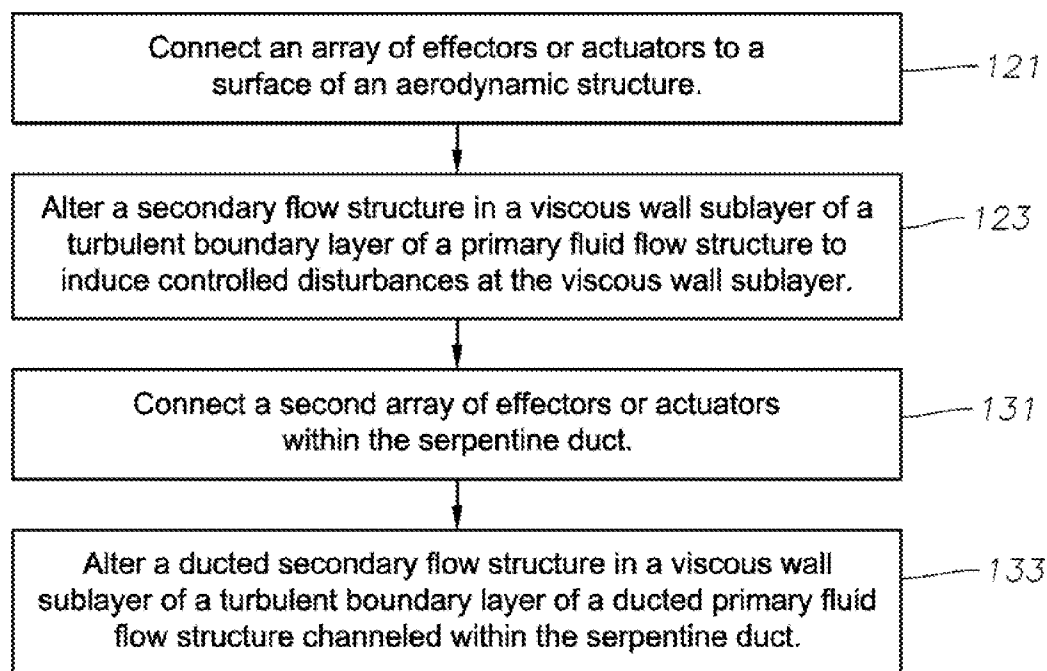 Connect an array of effectors or actuators to a
surface of an aerodynamic structure.
121
Alter a secondary flow structure in a viscous wall sublayer of a
turbulent boundary layer of a primary fluid flow structure to
induce controlled disturbances at the viscous wall sublayer.
123
Connect a second array of effectors or actuators
within the serpentine duct.
131
Alter a ducted secondary flow structure in a viscous wall
sublayer of a turbulent boundary layer of a ducted primary fluid
flow structure channeled within the serpentine duct.
133